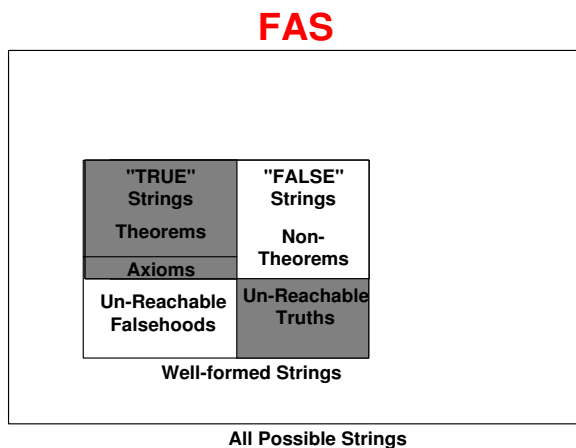 FAS
"TRUE"
Strings
Theorems
Axioms
"FALSE"
Strings
Non-
Theorems
Un-Reachable
Falsehoods
Un-Reachable
Truths
Well-formed Strings
All Possible Strings